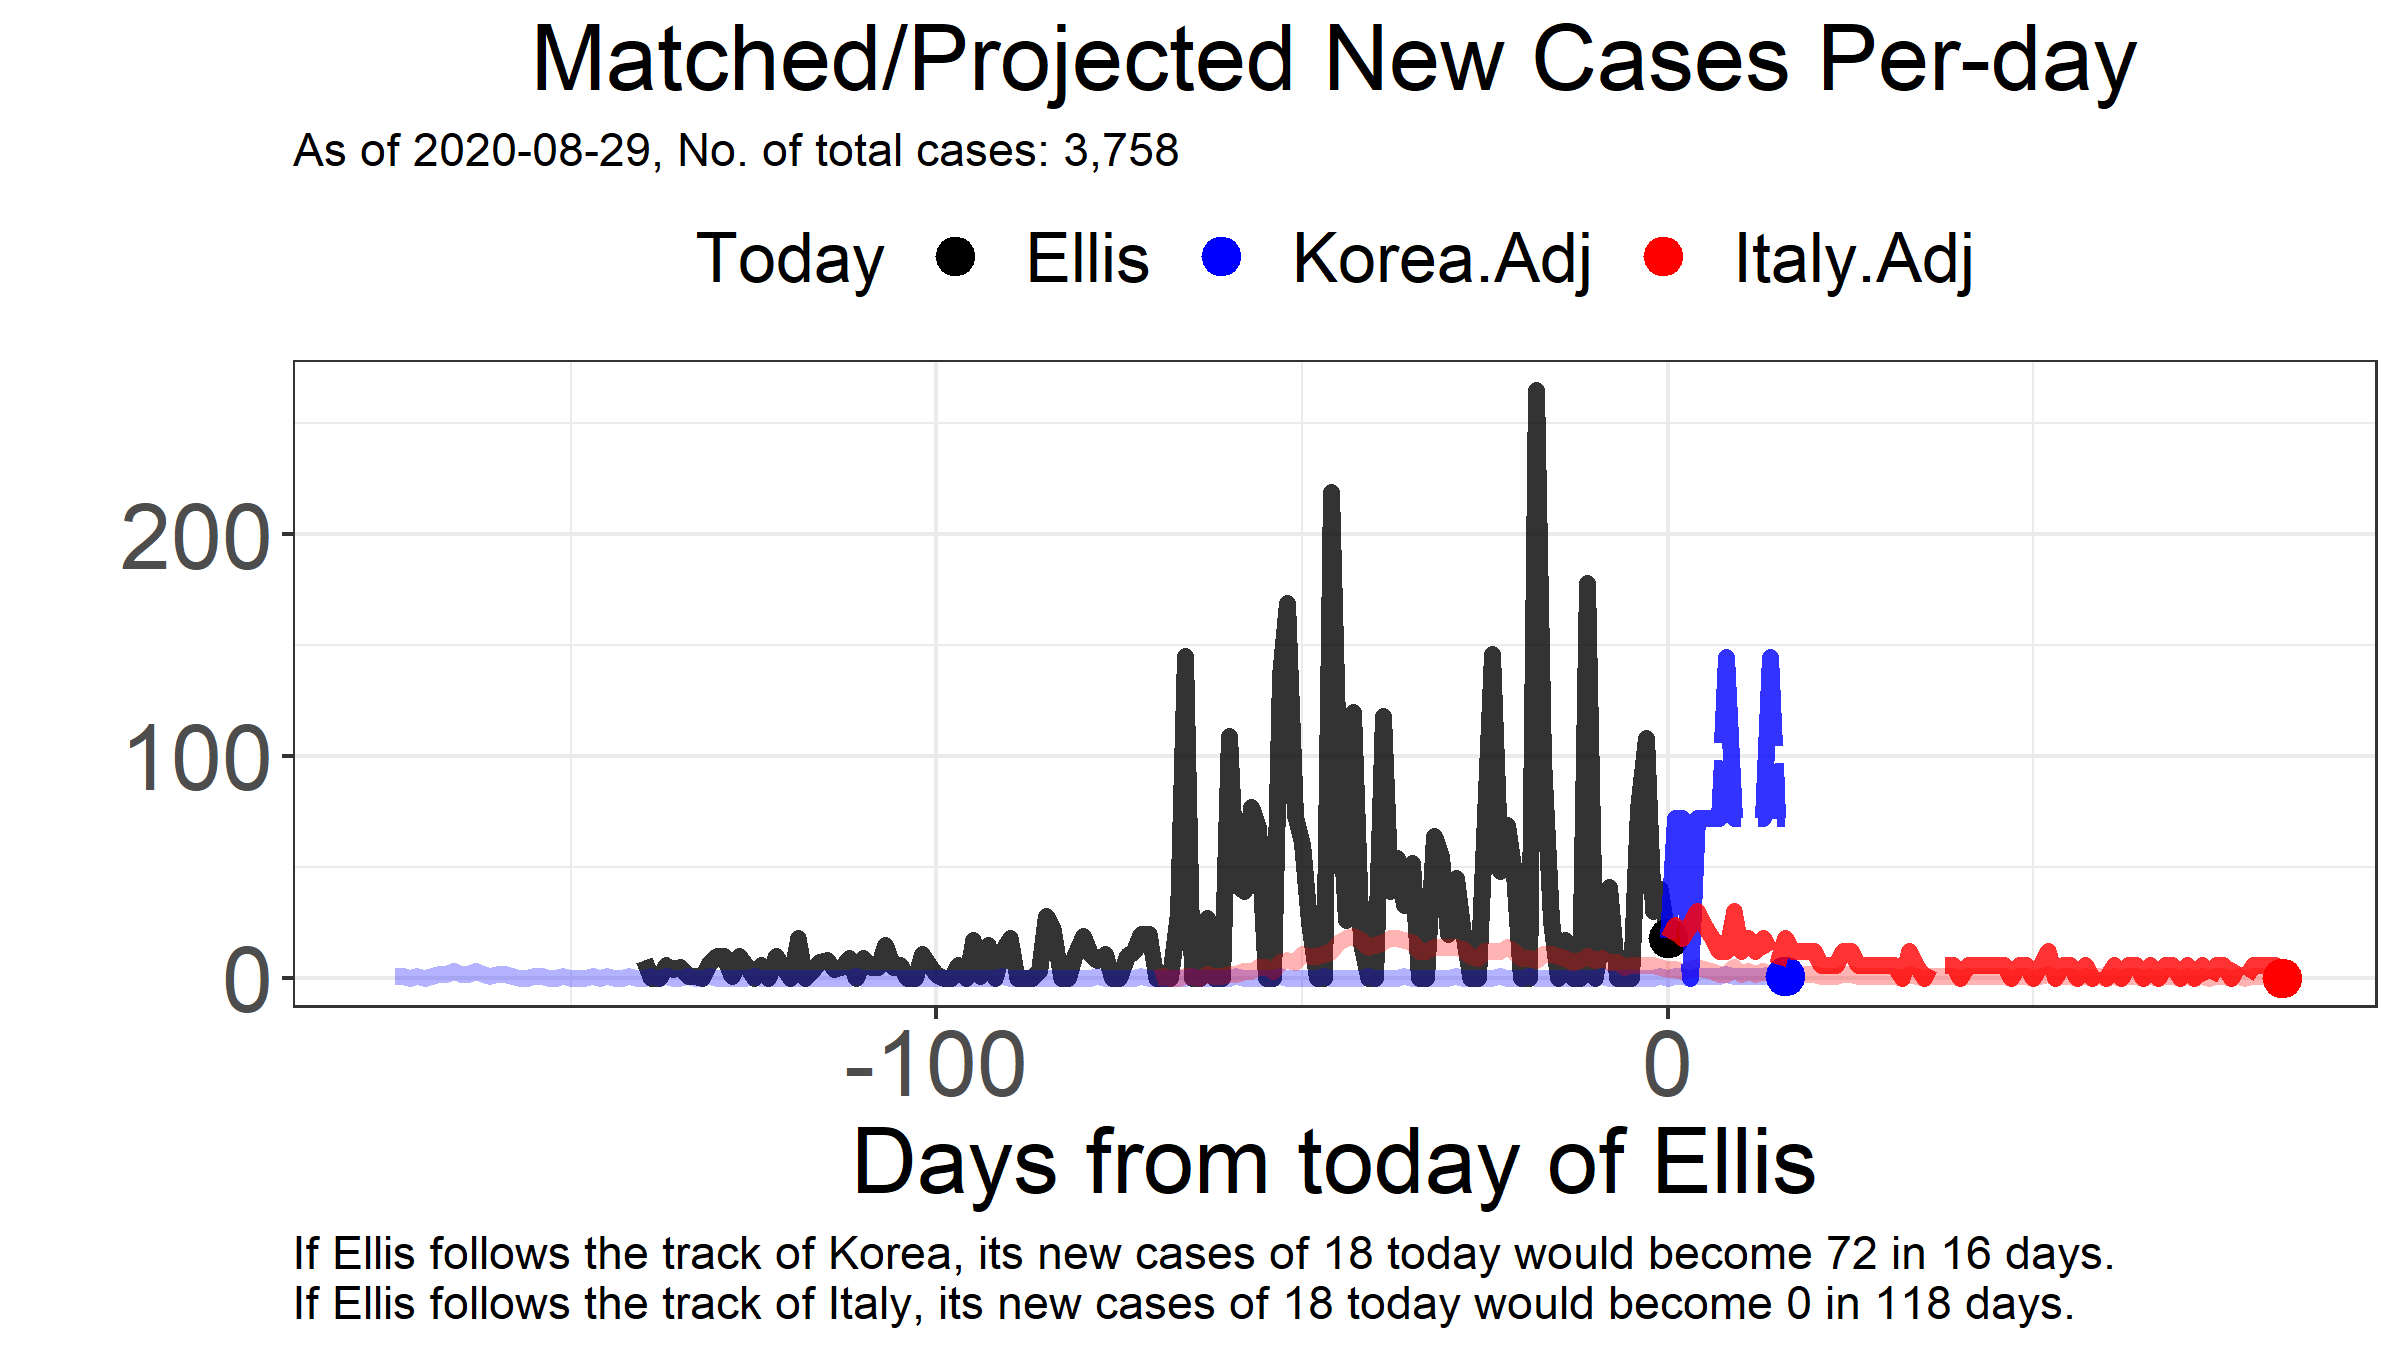 Matched/Projected New Cases Per-day
As of 2020-08-29, No. of total cases: 3,758
Today Ellis Korea.Adj Italy.Adj
200
100
0
-100 0
Days from today of Ellis
If Ellis follows the track of Korea, its new cases of 18 today would become 72 in 16 days.
If Ellis follows the track of Italy, its new cases of 18 today would become 0 in 118 days.